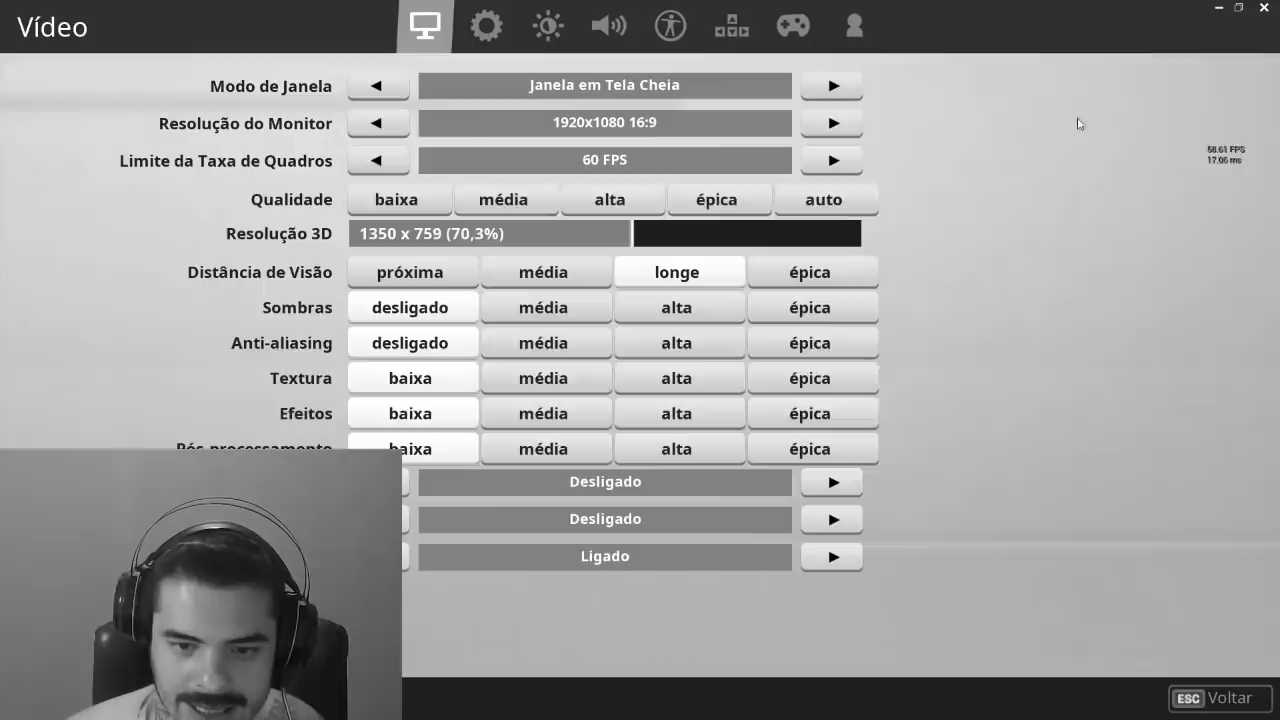 Vídeo
Modo de Janela Janela em Tela Cheia
Resolução do Monitor 1920x1080 16:9
Limite da Taxa de Quadros 60 FPS
58.61 FPS
17.06 ms
Qualidade baixa média alta épica auto
Resolução 3D 1350 x 759 (70,3%)
Distância de Visão próxima média longe épica
Sombras desligado média alta épica
Anti-aliasing desligado média alta épica
Textura baixa média alta épica
Efeitos baixa média alta épica
Pós-processamento baixa média alta épica
Desligado
Desligado
Ligado
ESC Voltar